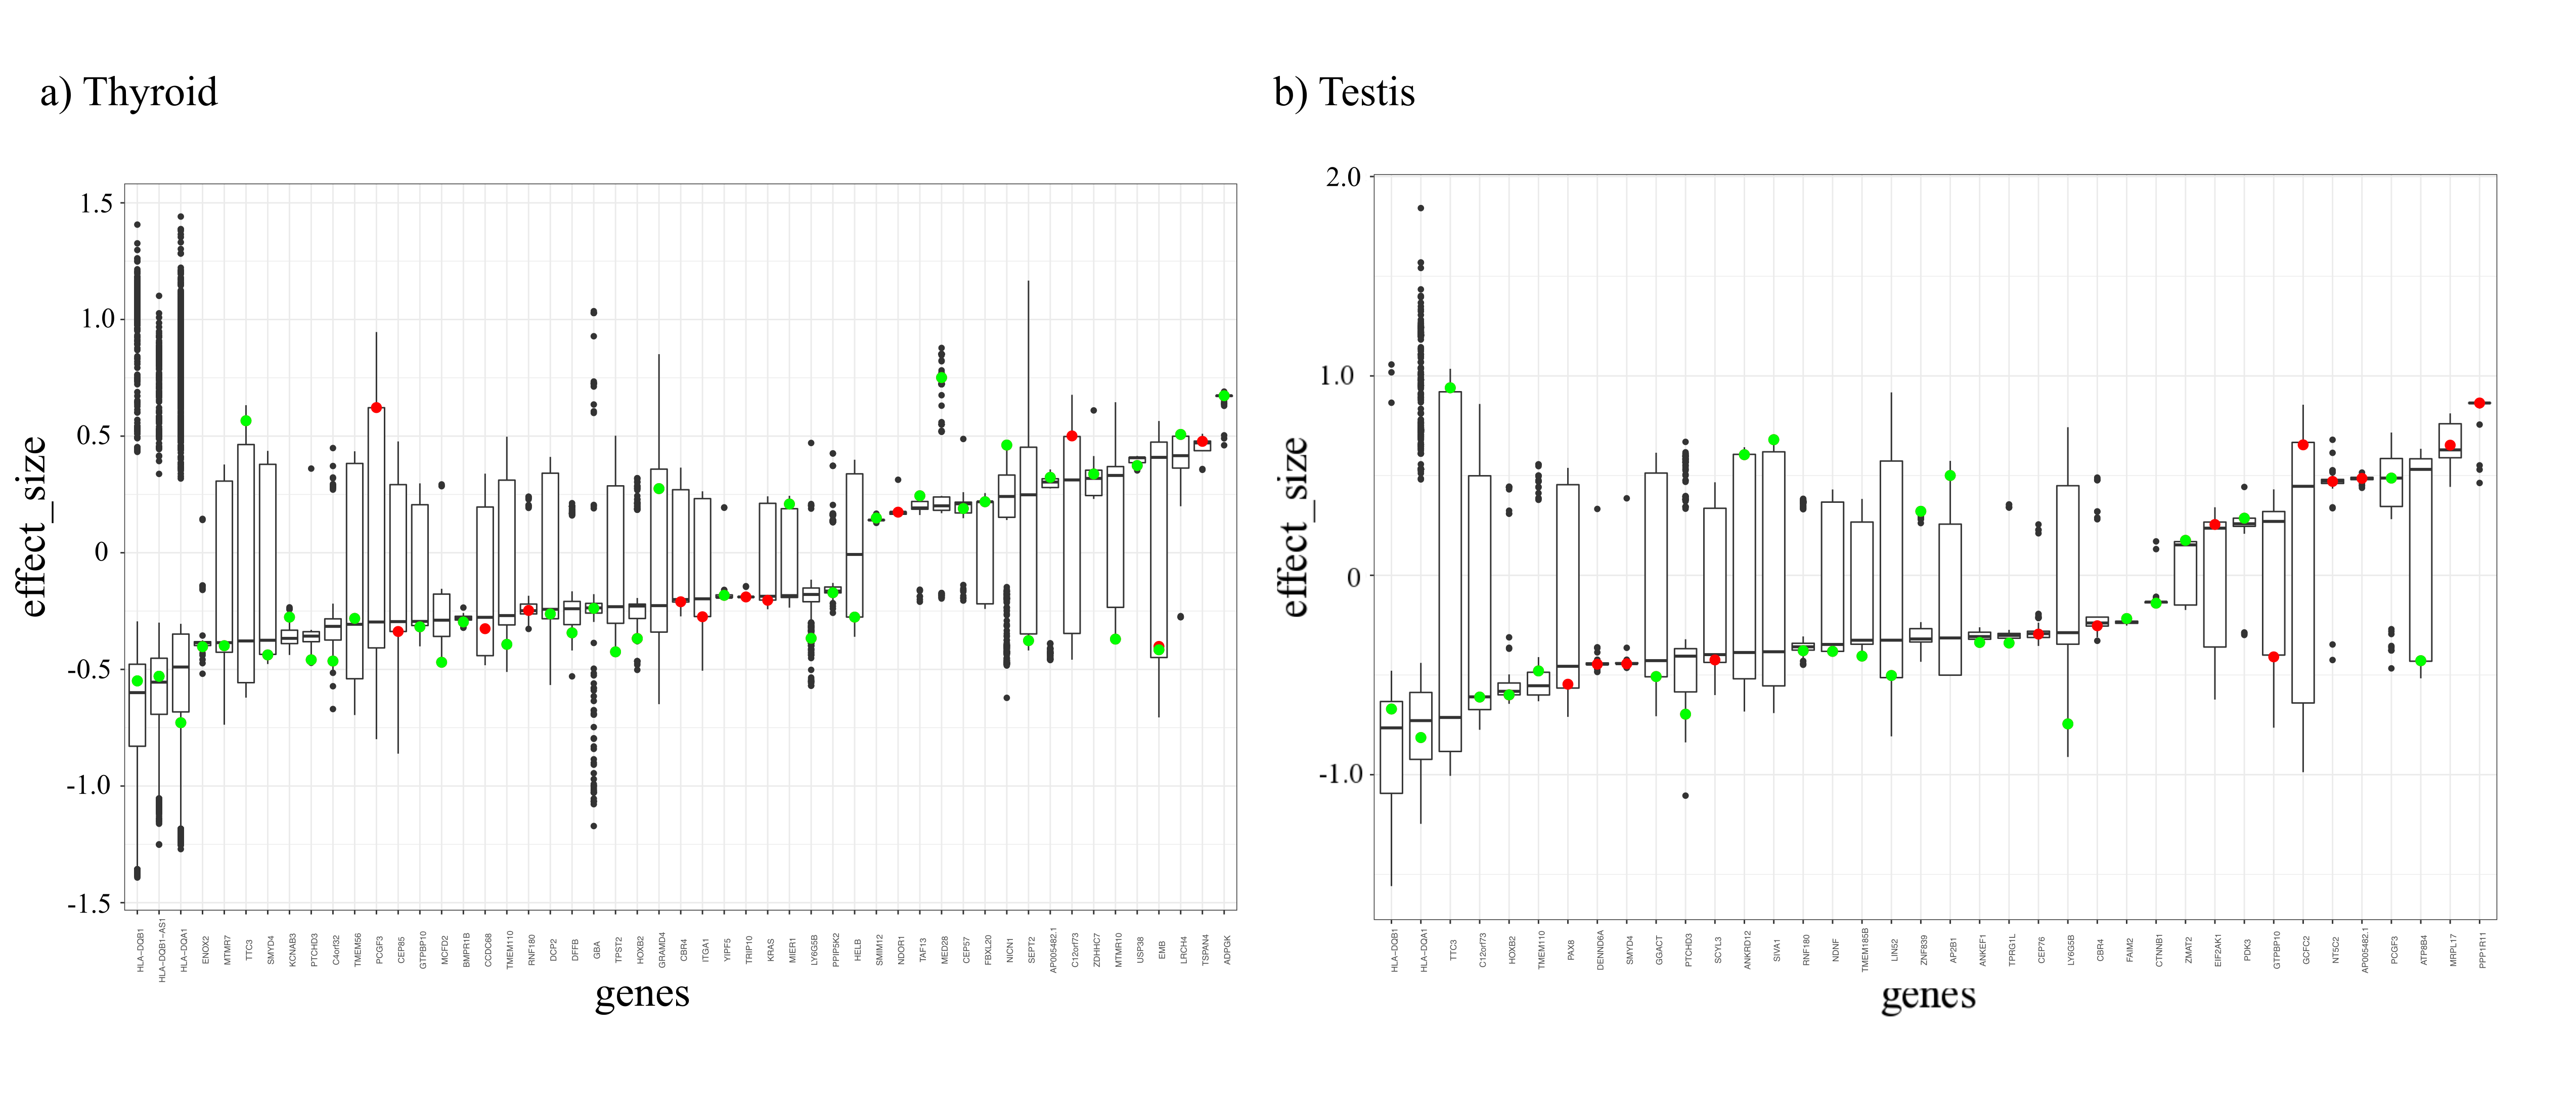 a) Thyroid
b) Testis
effect_size
1.5
1.0
0.5
0
-0.5
-1.0
-1.5
HLA-DQB1
HLA-DQB1-AS1
HLA-DQA1
ENOX2
MTMR7
TTC3
SMYD4
KCNAB3
PTCHD3
C4orf32
TMEM56
PCGF3
CEP85
GTPBP10
MCFD2
BMPR1B
CCDC68
TMEM110
RNF180
DCP2
DFFB
GBA
TPST2
HOXB2
GRAMD4
CBR4
ITGA1
YIPF5
TRIP10
KRAS
MIER1
LY6G5B
PPIP5K2
HELB
SMIM12
NDOR1
TAF13
MED28
CEP57
FBXL20
NICN1
SEPT2
AP005482.1
C12orf73
ZDHHC7
MTMR10
USP38
EMB
LRCH4
TSPAN4
ADPGK
genes
effect_size
2.0
1.0
0
-1.0
HLA-DQB1
HLA-DQA1
TTC3
C12orf73
HOXB2
TMEM110
PAX8
DENND6A
SMYD4
GGACT
PTCHD3
SCYL3
ANKRD12
SIVA1
RNF180
NDNF
TMEM185B
LIN52
ZNF839
AP2B1
ANKEF1
TPRG1L
CEP76
LY6G5B
CBR4
FAIM2
CTNNB1
ZMAT2
EIF2AK1
PDK3
GTPBP10
GCFC2
NT5C2
AP005482.1
PCGF3
ATP8B4
MRPL17
PPP1R11
genes